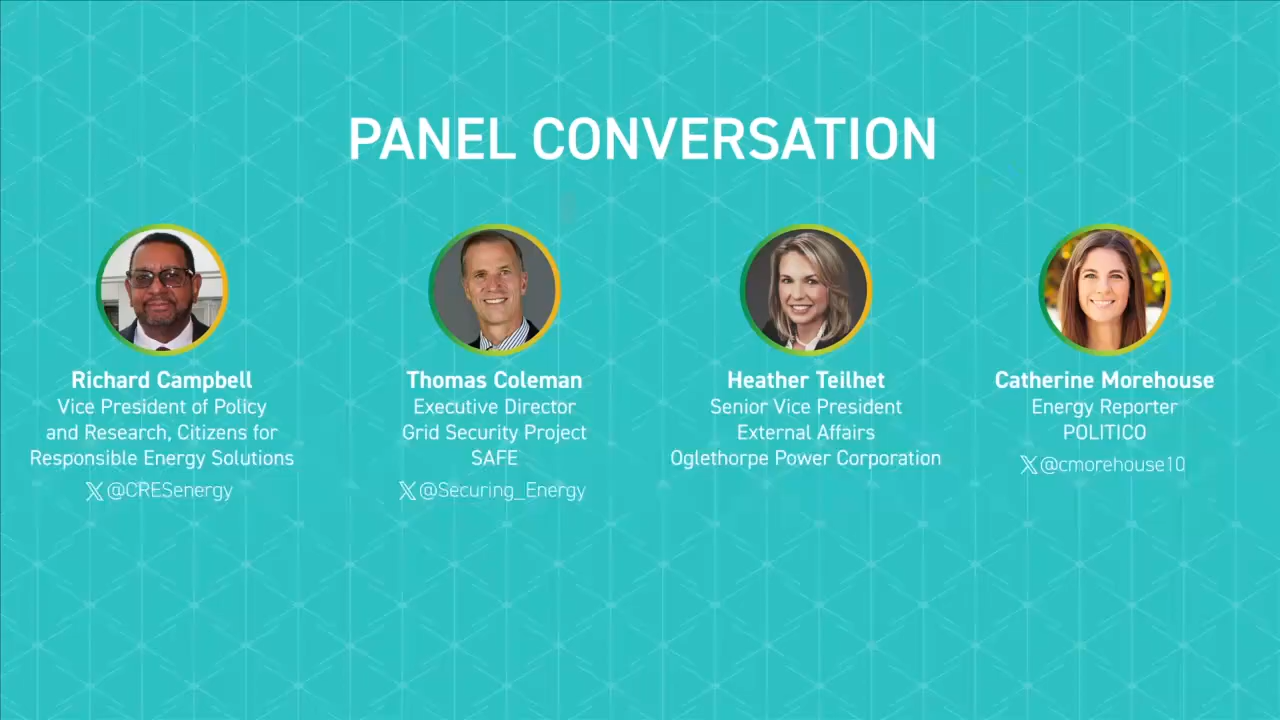 PANEL CONVERSATION
Richard Campbell
Vice President of Policy
and Research, Citizens for
Responsible Energy Solutions
𝕏@CRESenergy
Thomas Coleman
Executive Director
Grid Security Project
SAFE
𝕏@Securing_Energy
Heather Teilhet
Senior Vice President
External Affairs
Oglethorpe Power Corporation
Catherine Morehouse
Energy Reporter
POLITICO
𝕏@cmorehouse10